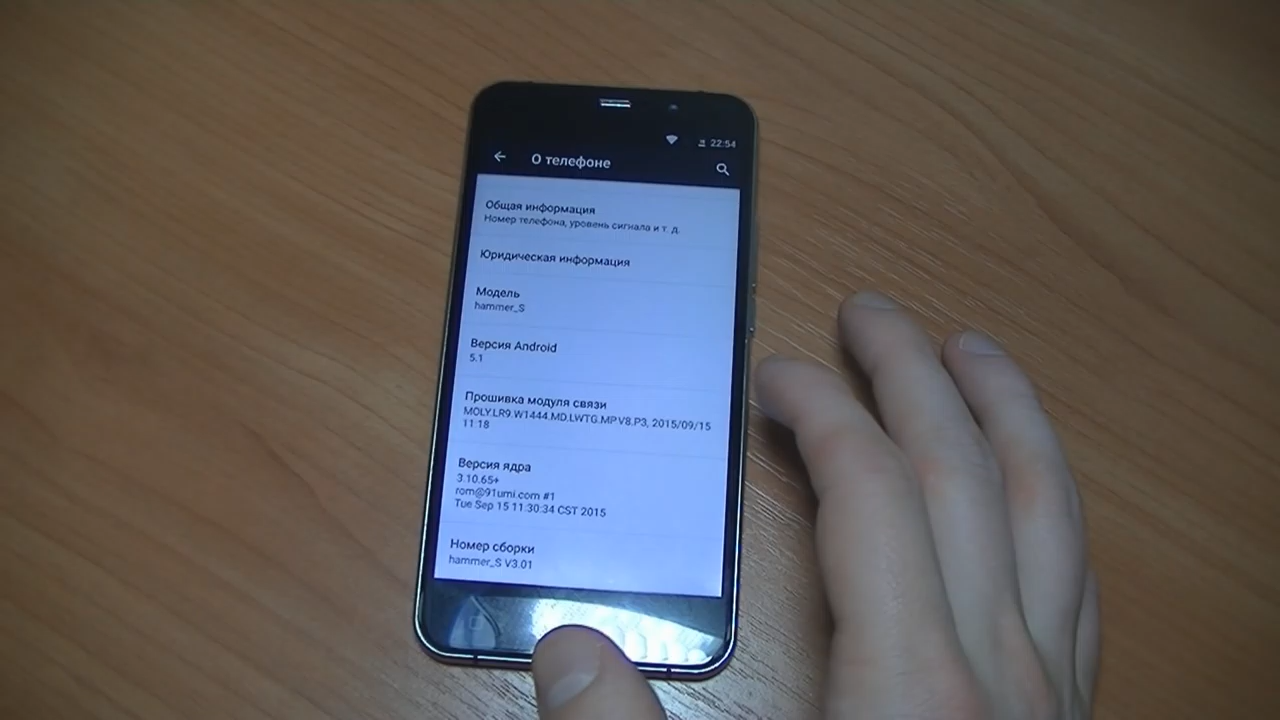 22:54
О телефоне
Общая информация
Номер телефона, уровень сигнала и т. д.
Юридическая информация
Модель
hammer_S
Версия Android
5.1
Прошивка модуля связи
MOLY.LR9.W1444.MD.LWTG.MP.V8.P3, 2015/09/15
11:18
Версия ядра
3.10.65+
rom@91umi.com #1
Tue Sep 15 11:30:34 CST 2015
Номер сборки
hammer_S V3.01